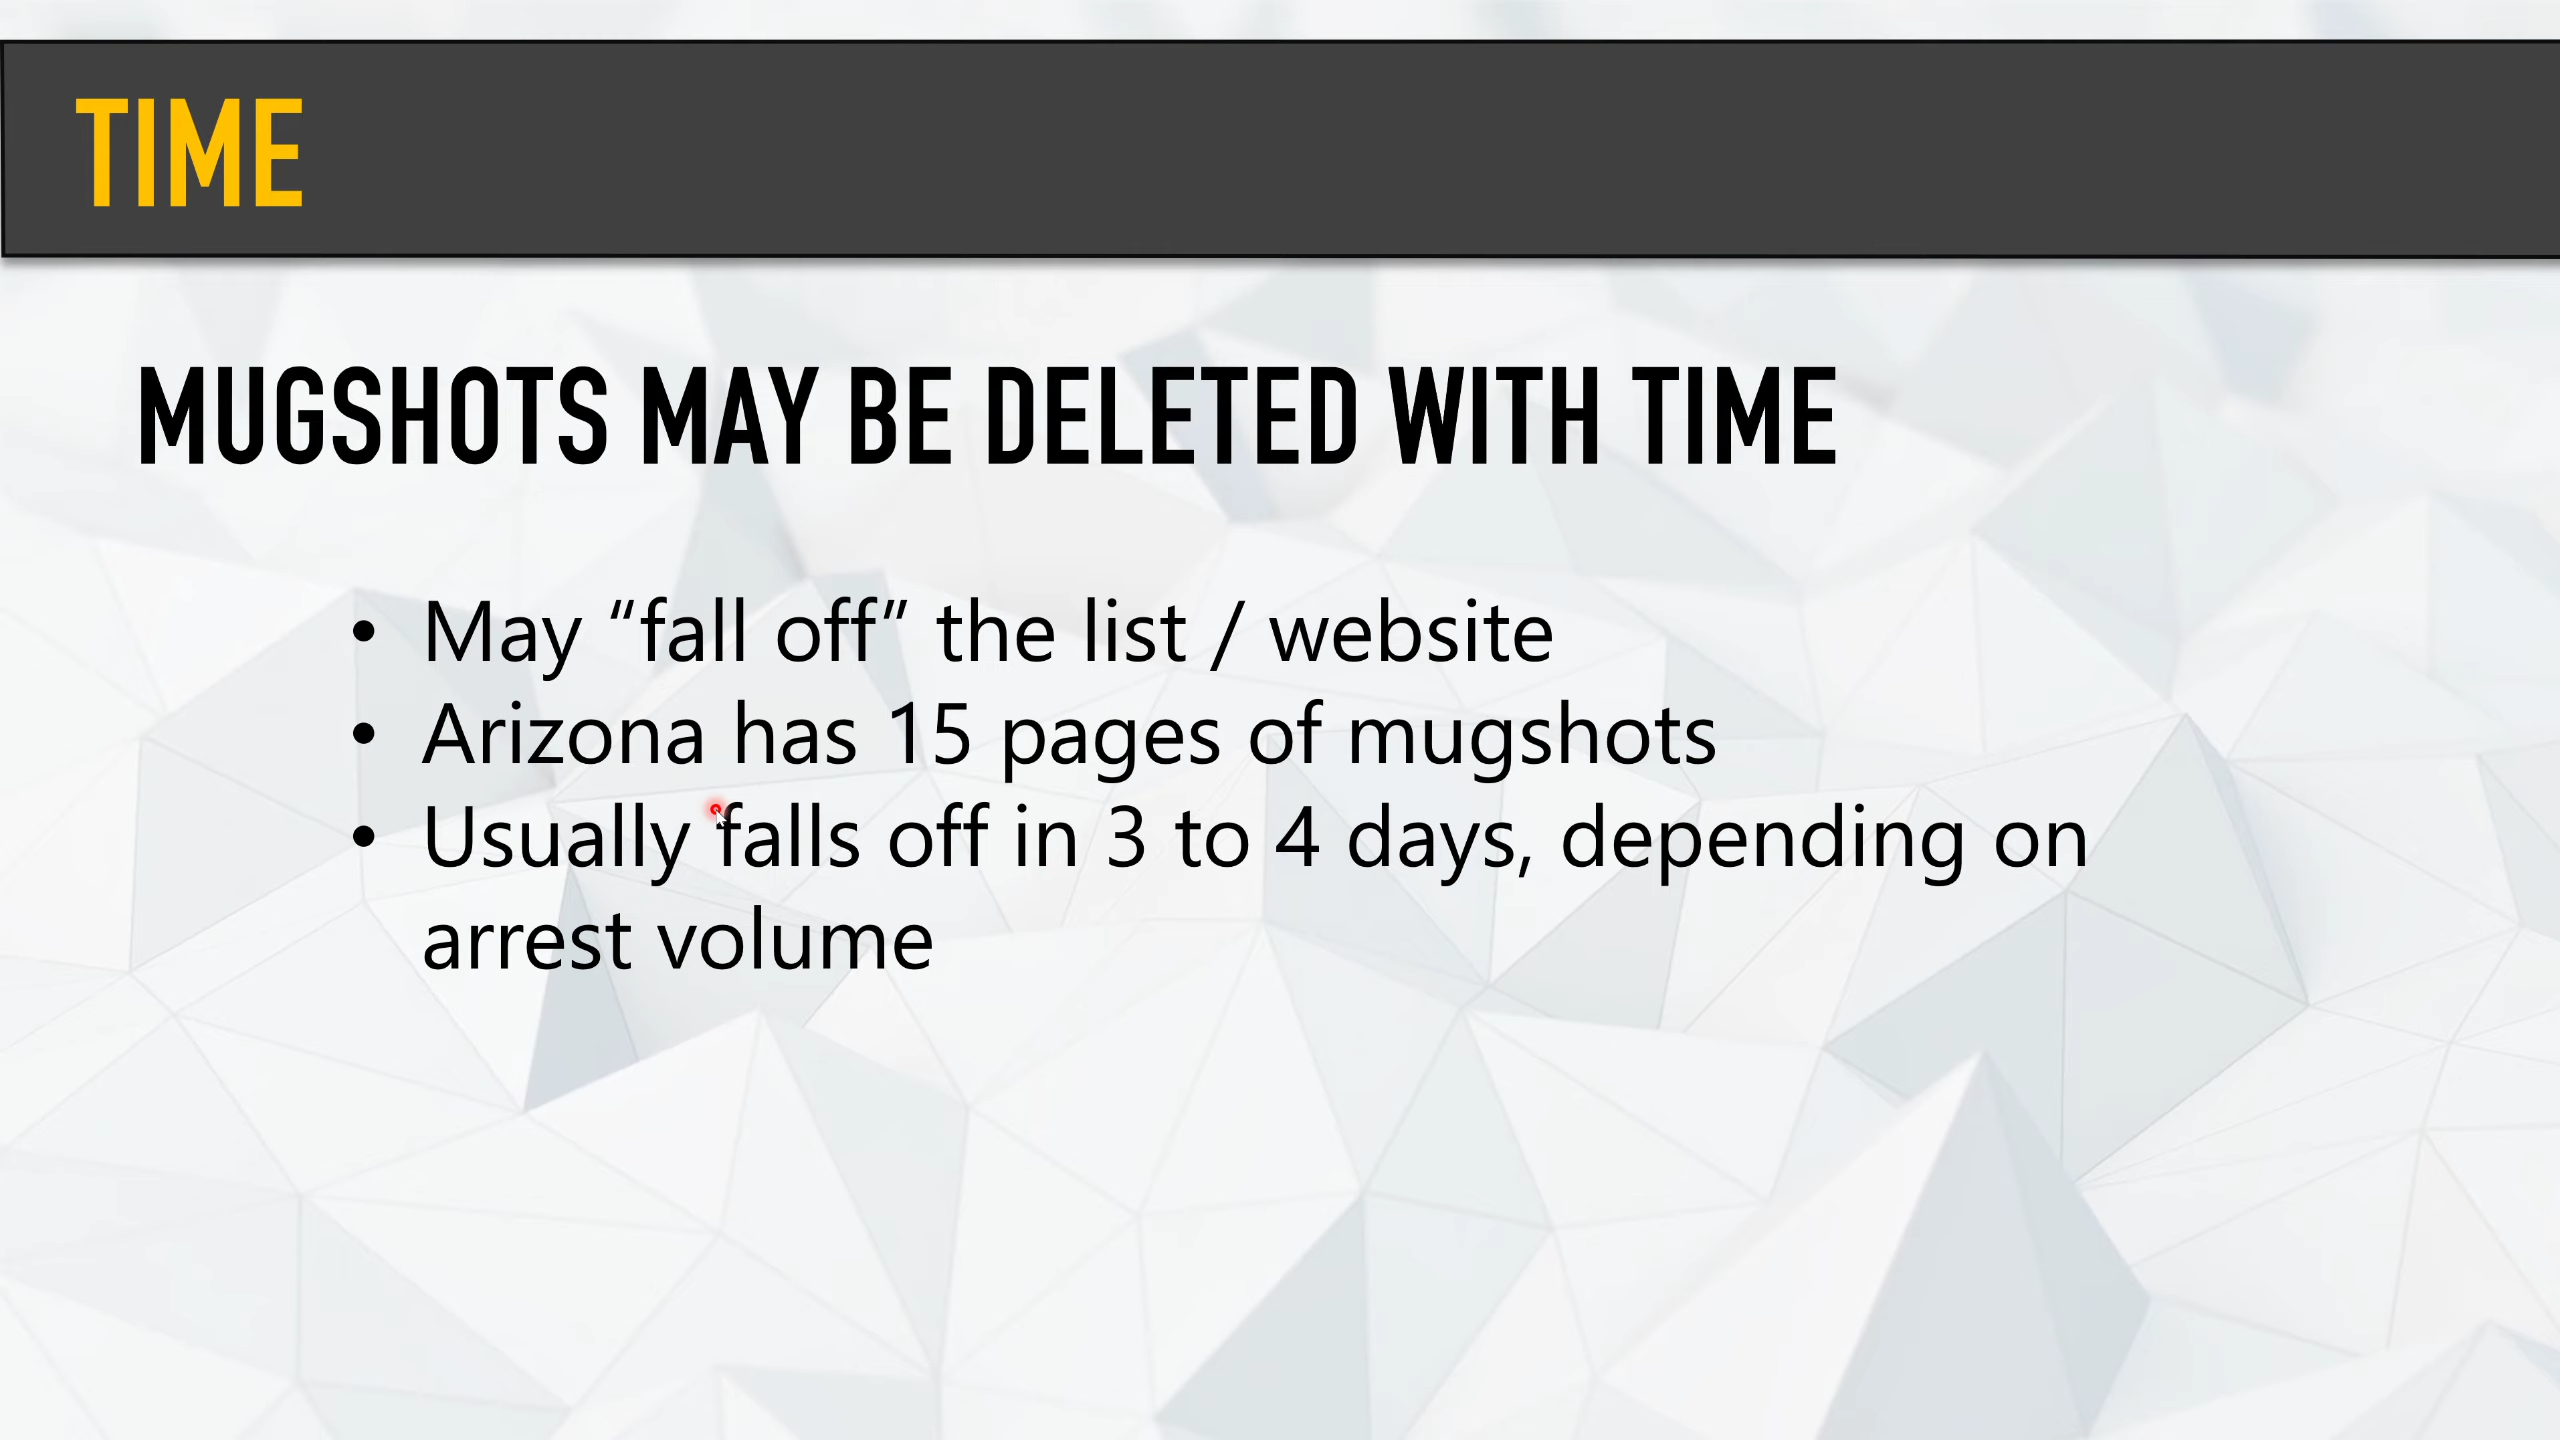 TIME
MUGSHOTS MAY BE DELETED WITH TIME
• May “fall off” the list / website
• Arizona has 15 pages of mugshots
• Usually falls off in 3 to 4 days, depending on
arrest volume